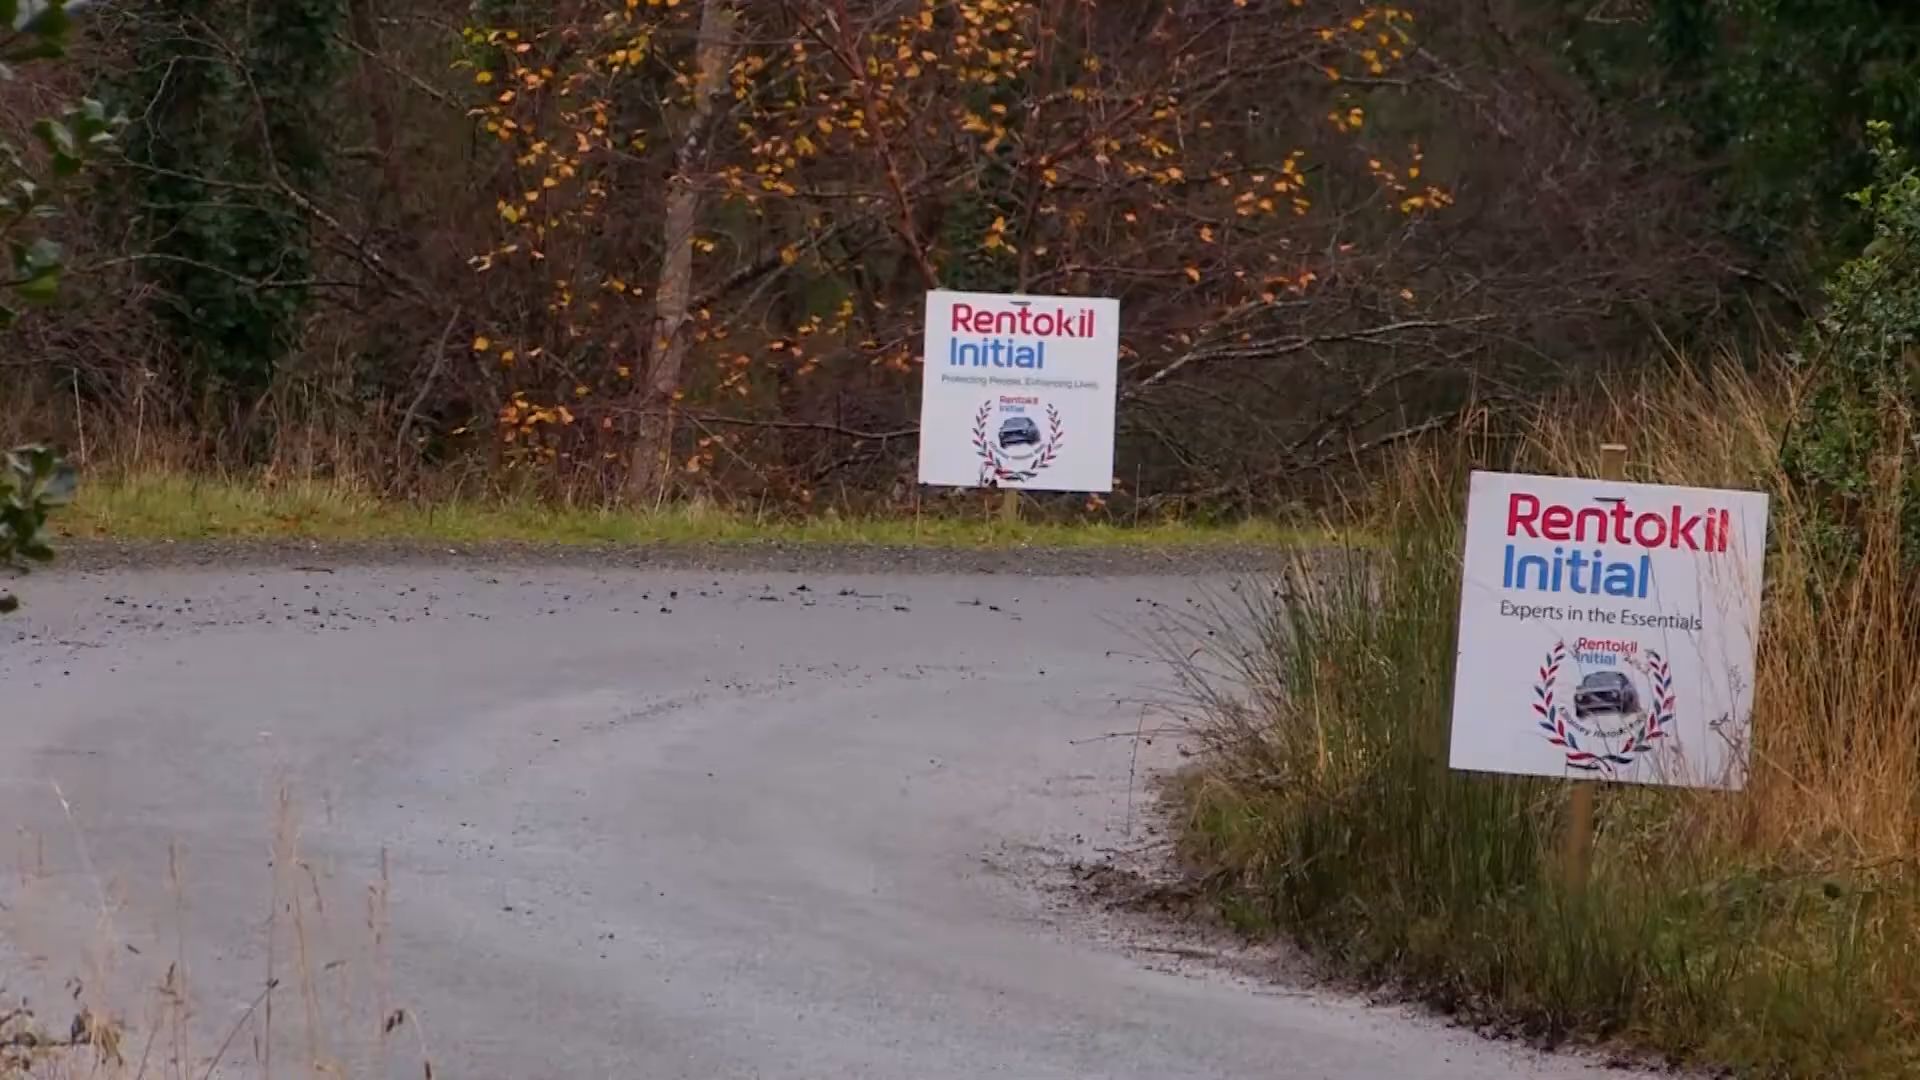 Rentokil
Initial
Protecting People, Enhancing Lives
Rentokil
Initial
Rentokil
Initial
Experts in the Essentials
Rentokil
Initial